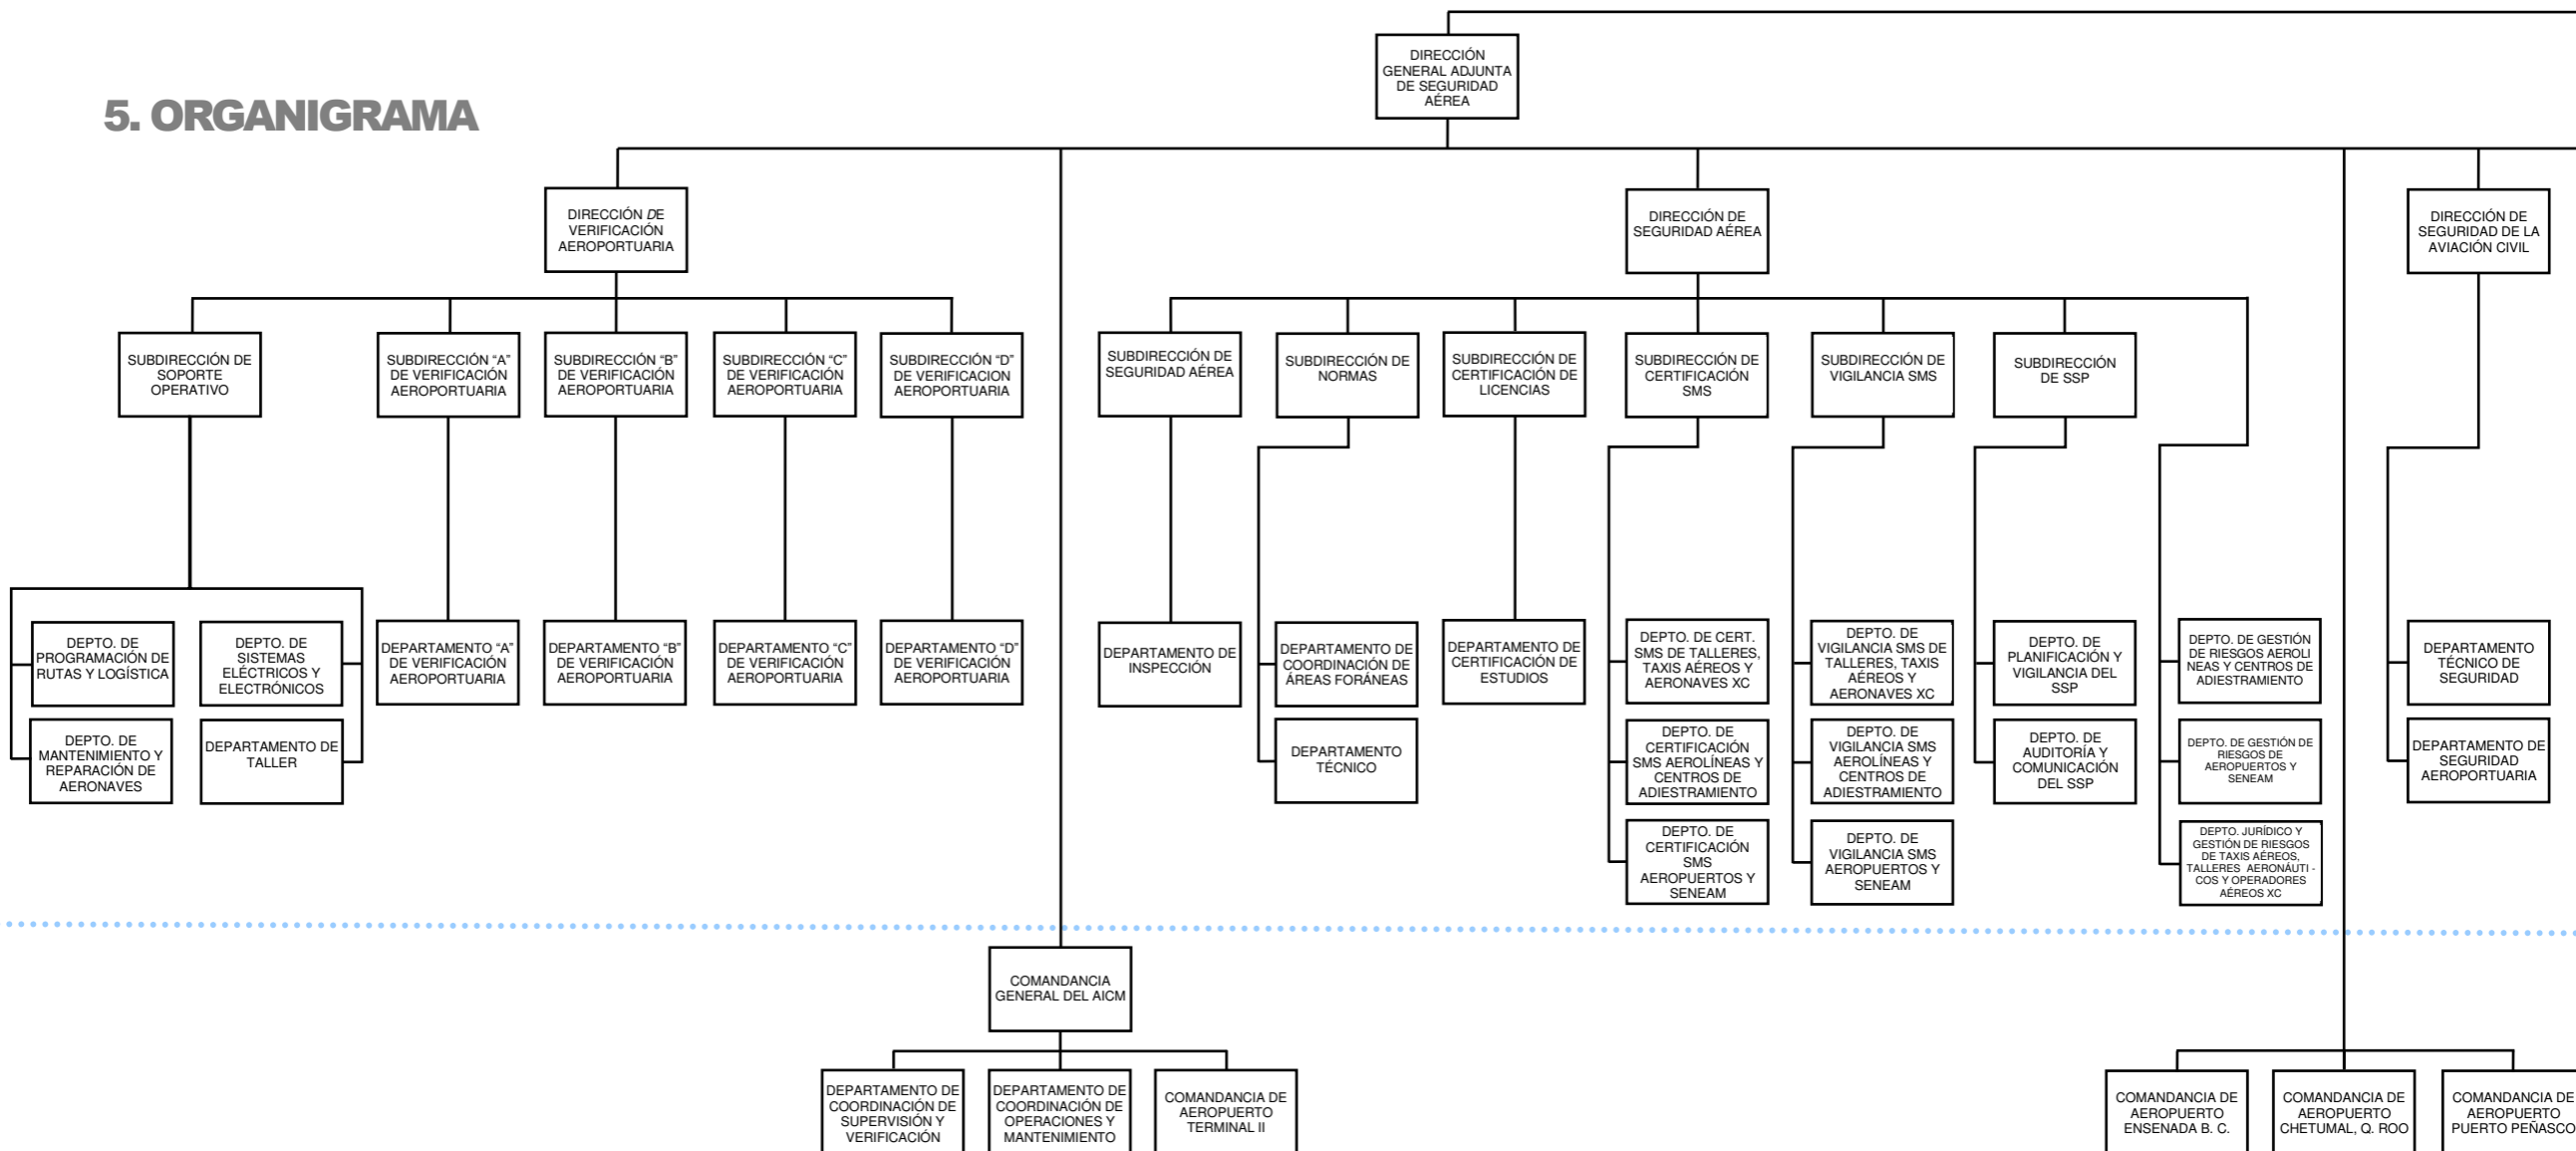 DIRECCIÓN
GENERAL ADJUNTA
DE SEGURIDAD
AÉREA
5. ORGANIGRAMA
DIRECCIÓN DE
VERIFICACIÓN
AEROPORTUARIA
DIRECCIÓN DE
SEGURIDAD AÉREA
DIRECCIÓN DE
SEGURIDAD DE LA
AVIACIÓN CIVIL
SUBDIRECCIÓN DE
SOPORTE
OPERATIVO
SUBDIRECCIÓN “A”
DE VERIFICACIÓN
AEROPORTUARIA
SUBDIRECCIÓN “B”
DE VERIFICACIÓN
AEROPORTUARIA
SUBDIRECCIÓN “C”
DE VERIFICACIÓN
AEROPORTUARIA
SUBDIRECCIÓN “D”
DE VERIFICACION
AEROPORTUARIA
SUBDIRECCIÓN DE
SEGURIDAD AÉREA
SUBDIRECCIÓN DE
NORMAS
SUBDIRECCIÓN DE
CERTIFICACIÓN DE
LICENCIAS
SUBDIRECCIÓN DE
CERTIFICACIÓN
SMS
SUBDIRECCIÓN DE
VIGILANCIA SMS
SUBDIRECCIÓN
DE SSP
DEPTO. DE
PROGRAMACIÓN DE
RUTAS Y LOGÍSTICA
DEPTO. DE
SISTEMAS
ELÉCTRICOS Y
ELECTRÓNICOS
DEPARTAMENTO “A”
DE VERIFICACIÓN
AEROPORTUARIA
DEPARTAMENTO “B”
DE VERIFICACIÓN
AEROPORTUARIA
DEPARTAMENTO “C”
DE VERIFICACIÓN
AEROPORTUARIA
DEPARTAMENTO “D”
DE VERIFICACIÓN
AEROPORTUARIA
DEPARTAMENTO DE
INSPECCIÓN
DEPARTAMENTO DE
COORDINACIÓN DE
ÁREAS FORÁNEAS
DEPARTAMENTO DE
CERTIFICACIÓN DE
ESTUDIOS
DEPTO. DE CERT.
SMS DE TALLERES,
TAXIS AÉREOS Y
AERONAVES XC
DEPTO. DE
VIGILANCIA SMS DE
TALLERES, TAXIS
AÉREOS Y
AERONAVES XC
DEPTO. DE
PLANIFICACIÓN Y
VIGILANCIA DEL
SSP
DEPTO. DE GESTIÓN
DE RIESGOS AEROLI
NEAS Y CENTROS DE
ADIESTRAMIENTO
DEPARTAMENTO
TÉCNICO DE
SEGURIDAD
DEPTO. DE
MANTENIMIENTO Y
REPARACIÓN DE
AERONAVES
DEPARTAMENTO DE
TALLER
DEPARTAMENTO
TÉCNICO
DEPTO. DE
CERTIFICACIÓN
SMS AEROLÍNEAS Y
CENTROS DE
ADIESTRAMIENTO
DEPTO. DE
VIGILANCIA SMS
AEROLÍNEAS Y
CENTROS DE
ADIESTRAMIENTO
DEPTO. DE
AUDITORÍA Y
COMUNICACIÓN
DEL SSP
DEPTO. DE GESTIÓN DE
RIESGOS DE
AEROPUERTOS Y
SENEAM
DEPARTAMENTO DE
SEGURIDAD
AEROPORTUARIA
DEPTO. DE
CERTIFICACIÓN
SMS
AEROPUERTOS Y
SENEAM
DEPTO. DE
VIGILANCIA SMS
AEROPUERTOS Y
SENEAM
DEPTO. JURÍDICO Y
GESTIÓN DE RIESGOS
DE TAXIS AÉREOS,
TALLERES AERONÁUTI -
COS Y OPERADORES
AÉREOS XC
COMANDANCIA
GENERAL DEL AICM
DEPARTAMENTO DE
COORDINACIÓN DE
SUPERVISIÓN Y
VERIFICACIÓN
DEPARTAMENTO DE
COORDINACIÓN DE
OPERACIONES Y
MANTENIMIENTO
COMANDANCIA DE
AEROPUERTO
TERMINAL II
COMANDANCIA DE
AEROPUERTO
ENSENADA B. C.
COMANDANCIA DE
AEROPUERTO
CHETUMAL, Q. ROO
COMANDANCIA DE
AEROPUERTO
PUERTO PEÑASCO